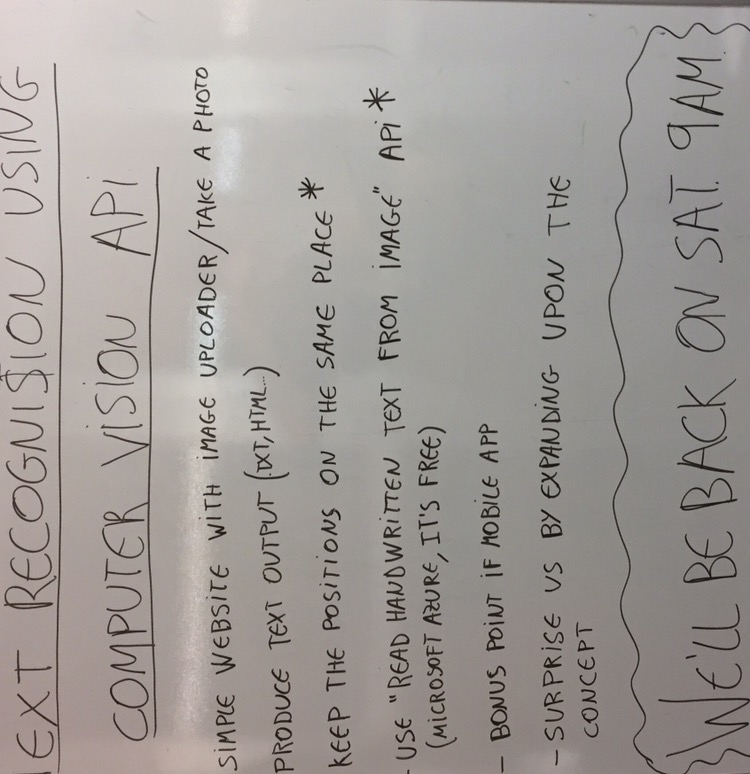 TEXT RECOGNISION USING
COMPUTER VISION API
SIMPLE WEBSITE WITH IMAGE UPLOADER/TAKE A PHOTO
PRODUCE TEXT OUTPUT (TXT, HTML...)
KEEP THE POSITIONS ON THE SAME PLACE *
- USE "READ HANDWRITTEN TEXT FROM IMAGE" API *
(MICROSOFT AZURE, IT'S FREE)
- BONUS POINT IF MOBILE APP
- SURPRISE US BY EXPANDING UPON THE
CONCEPT
WE'LL BE BACK ON SAT. 9AM.